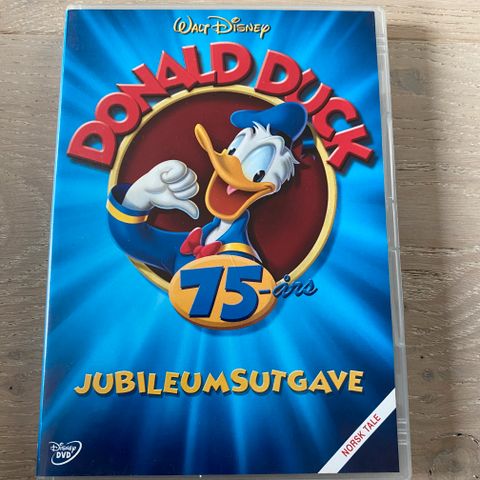 WALT DISNEY
DONALD DUCK
75-års
JUBILEUMSUTGAVE
NORSK TALE
DISNEY
DVD